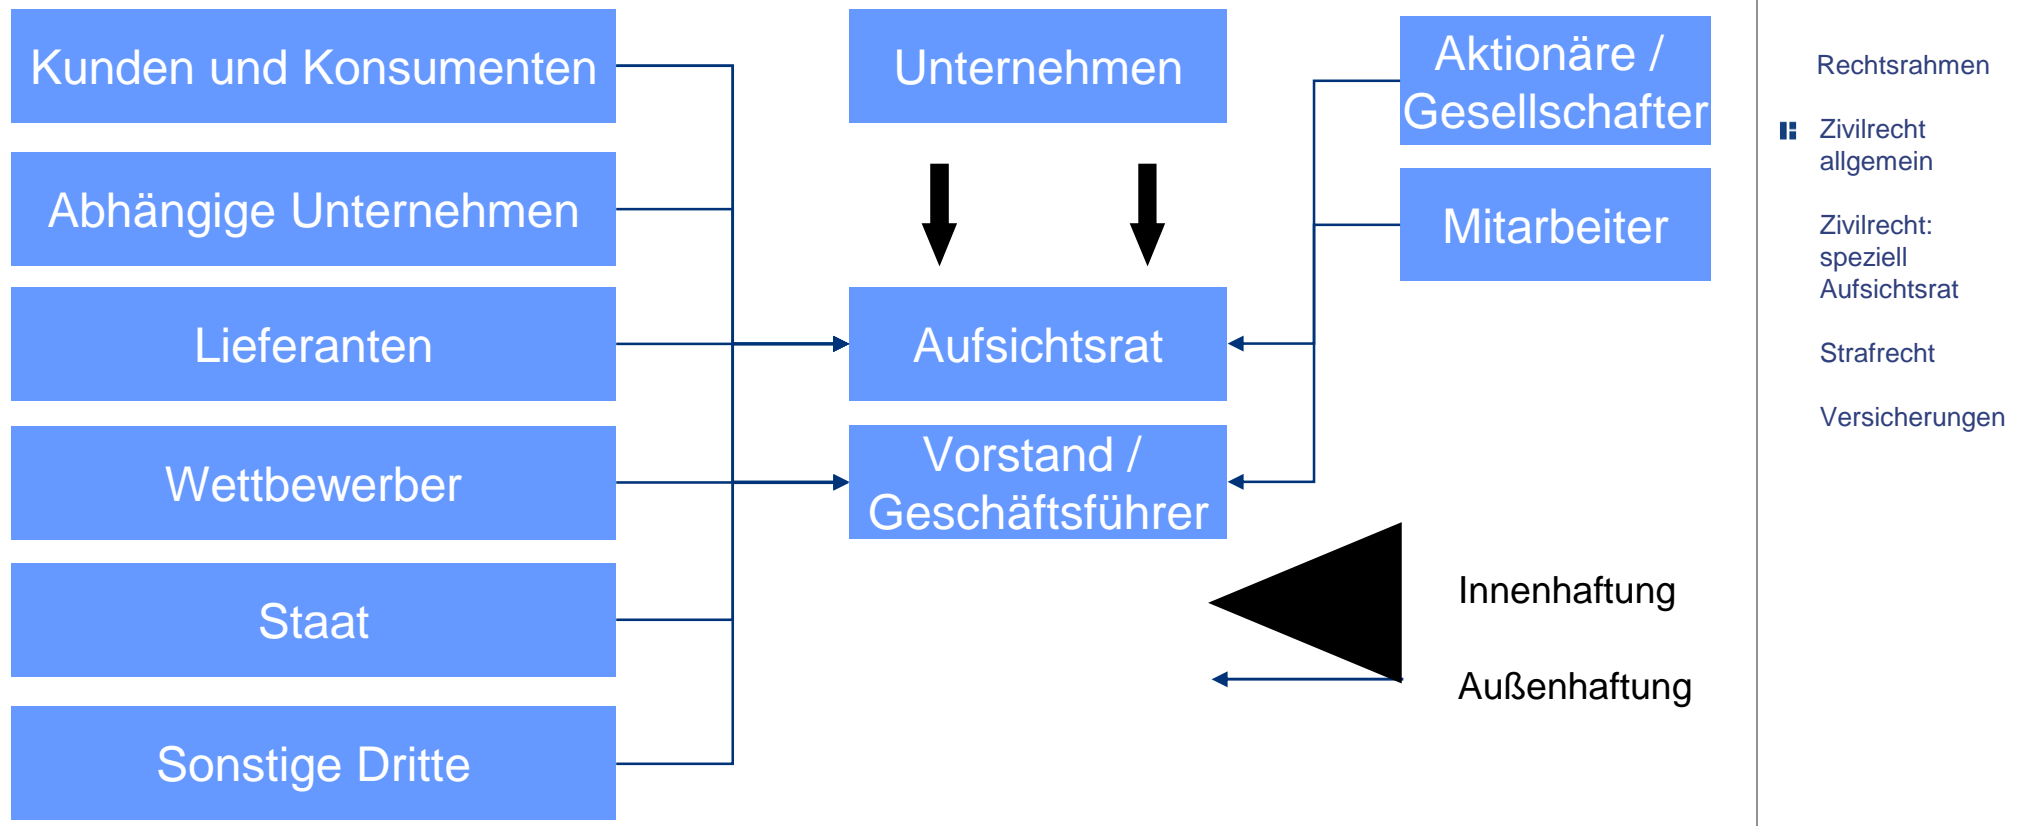 Kunden und Konsumenten
Abhängige Unternehmen
Lieferanten
Wettbewerber
Staat
Sonstige Dritte
Unternehmen
Aufsichtsrat
Vorstand /
Geschäftsführer
Aktionäre /
Gesellschafter
Mitarbeiter
Innenhaftung
Außenhaftung
Rechtsrahmen
Zivilrecht
allgemein
Zivilrecht:
speziell
Aufsichtsrat
Strafrecht
Versicherungen